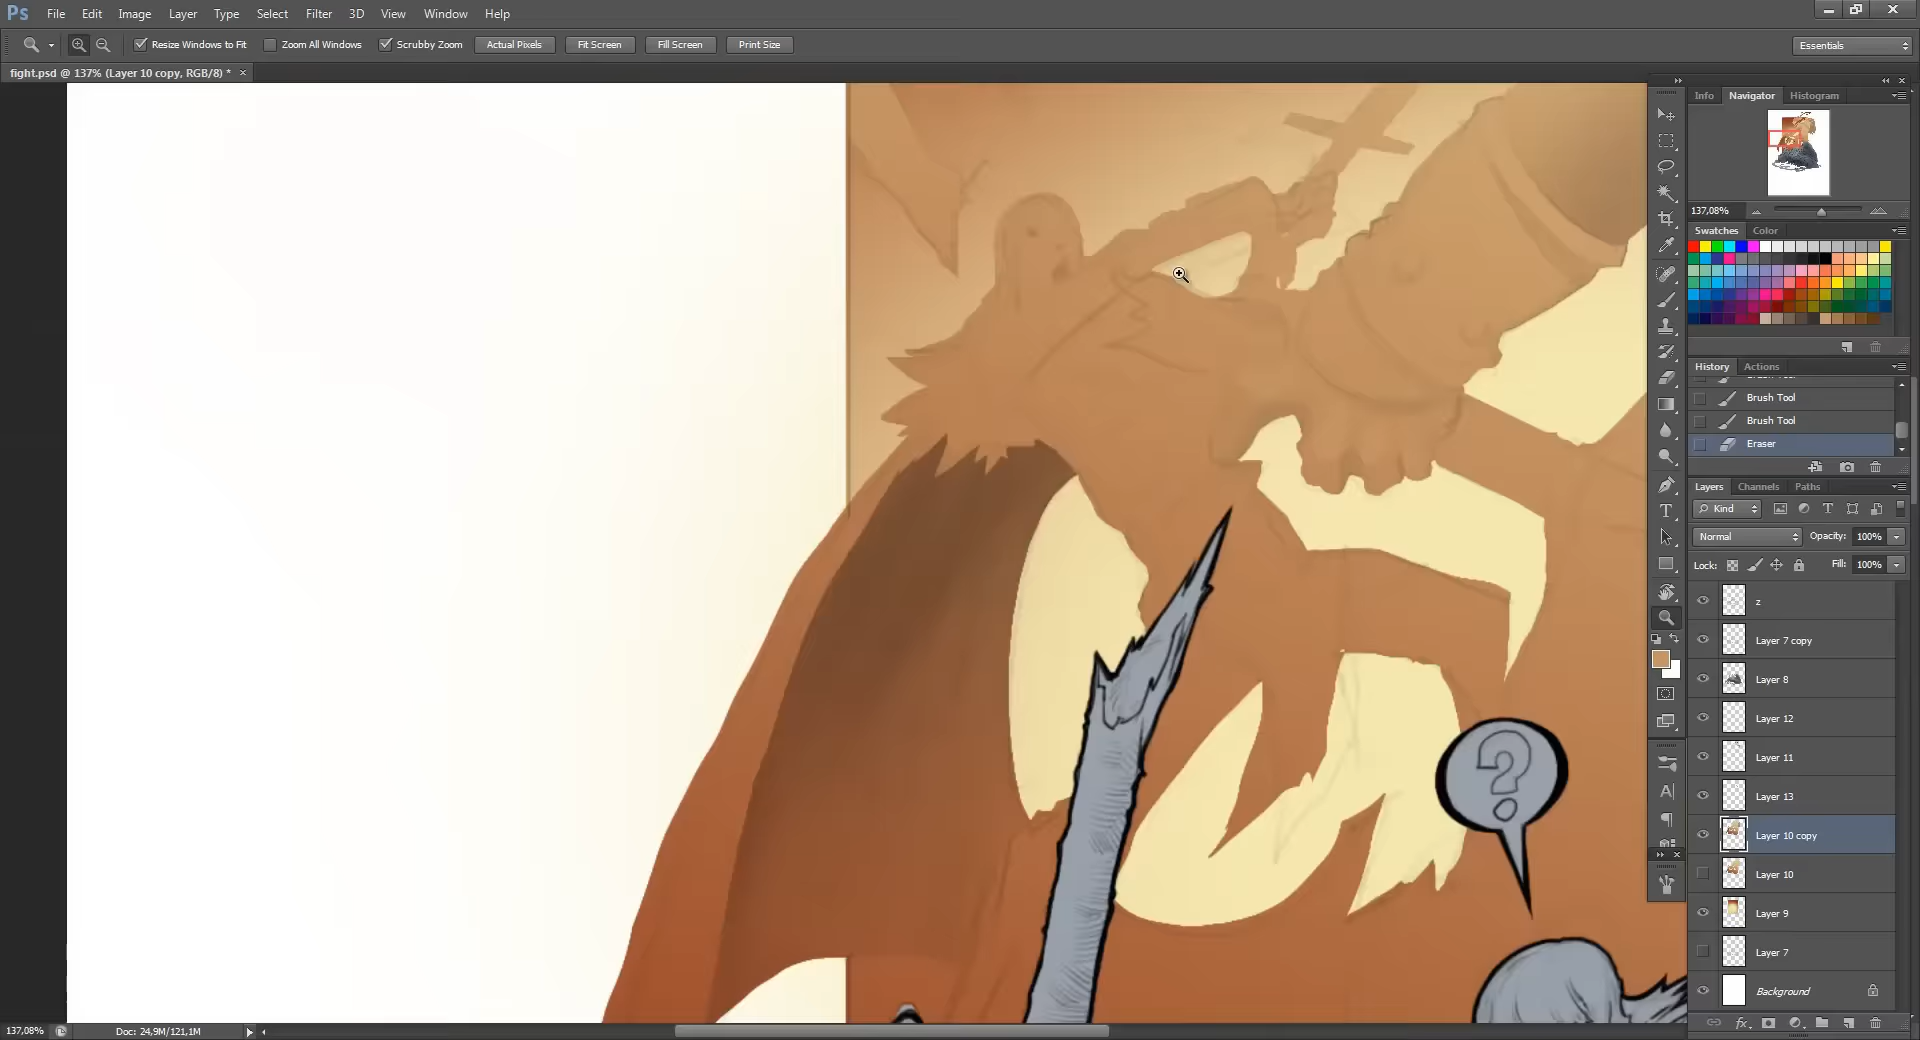 Ps File Edit Image Layer Type Select Filter 3D View Window Help
Resize Windows to Fit Zoom All Windows Scrubby Zoom Actual Pixels Fit Screen Fill Screen Print Size Essentials
fight.psd @ 137% (Layer 10 copy, RGB/8) * ×
Info Navigator Histogram
137,08%
Swatches Color
History Actions
Brush Tool
Brush Tool
Eraser
Layers Channels Paths
Kind
Normal Opacity: 100%
Lock: Fill: 100%
z
Layer 7 copy
Layer 8
Layer 12
Layer 11
Layer 13
Layer 10 copy
Layer 10
Layer 9
Layer 7
Background
?
137,08% Doc: 24,9M/121,1M